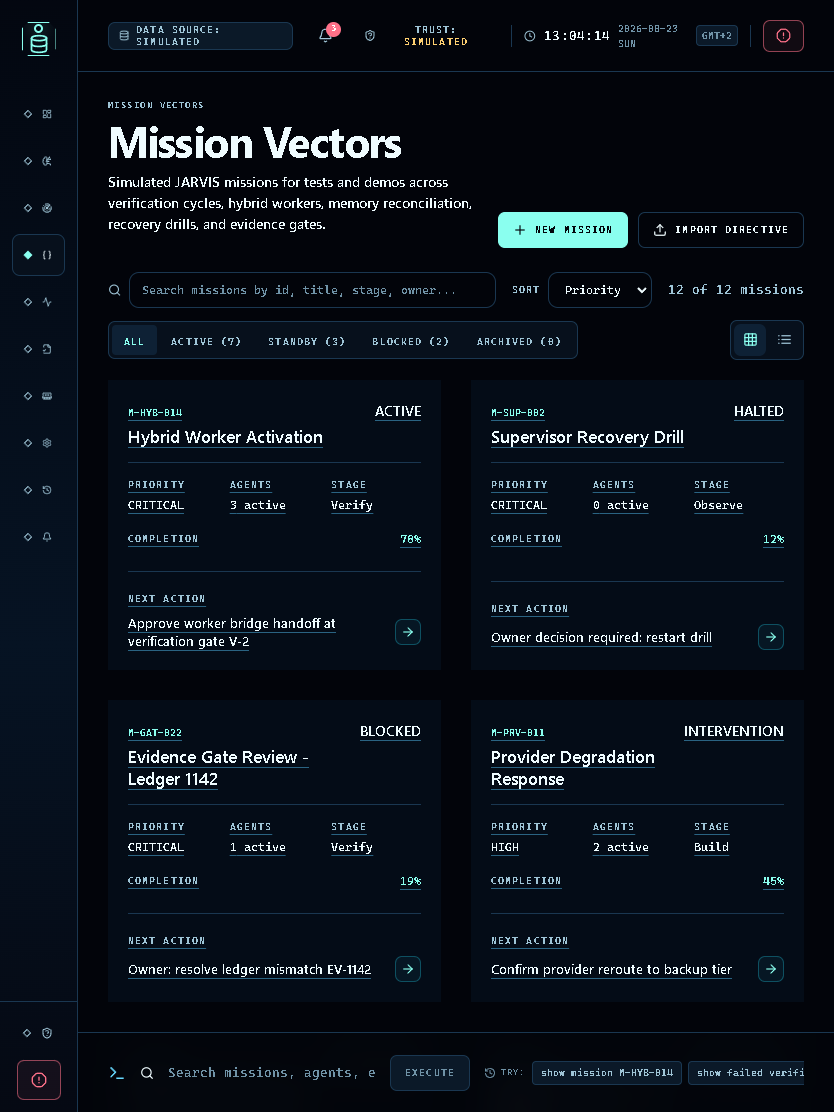 DATA SOURCE:
SIMULATED
3
TRUST:
SIMULATED
13:04:14
2026-08-23
SUN
GMT+2
MISSION VECTORS
Mission Vectors
Simulated JARVIS missions for tests and demos across
verification cycles, hybrid workers, memory reconciliation,
recovery drills, and evidence gates.
NEW MISSION
IMPORT DIRECTIVE
Search missions by id, title, stage, owner...
SORT
Priority
12 of 12 missions
ALL
ACTIVE (7)
STANDBY (3)
BLOCKED (2)
ARCHIVED (0)
M-HYB-014
ACTIVE
Hybrid Worker Activation
PRIORITY
AGENTS
STAGE
CRITICAL
3 active
Verify
COMPLETION
78%
NEXT ACTION
Approve worker bridge handoff at
verification gate V-2
M-SUP-002
HALTED
Supervisor Recovery Drill
PRIORITY
AGENTS
STAGE
CRITICAL
0 active
Observe
COMPLETION
12%
NEXT ACTION
Owner decision required: restart drill
M-GAT-022
BLOCKED
Evidence Gate Review –
Ledger 1142
PRIORITY
AGENTS
STAGE
CRITICAL
1 active
Verify
COMPLETION
19%
NEXT ACTION
Owner: resolve ledger mismatch EV-1142
M-PRV-011
INTERVENTION
Provider Degradation
Response
PRIORITY
AGENTS
STAGE
HIGH
2 active
Build
COMPLETION
45%
NEXT ACTION
Confirm provider reroute to backup tier
Search missions, agents, e
EXECUTE
TRY:
show mission M-HYB-014
show failed verifi